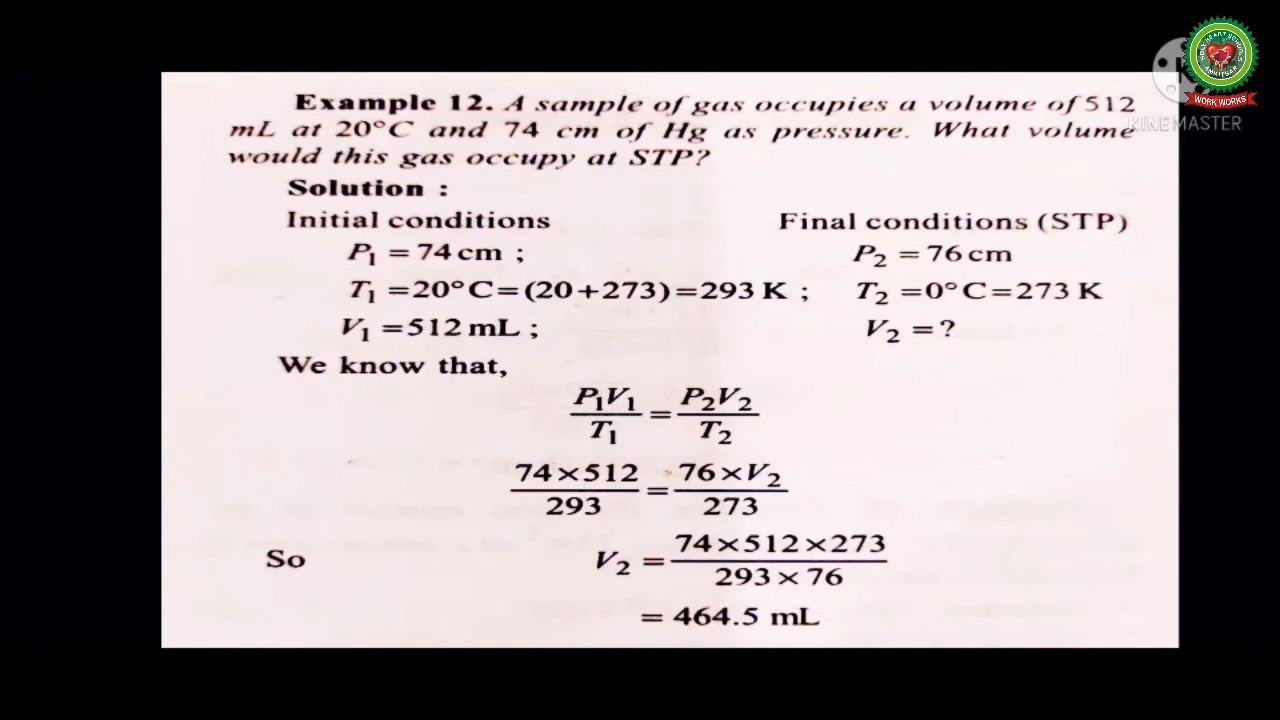 Example 12. A sample of gas occupies a volume of 512
mL at 20°C and 74 cm of Hg as pressure. What volume
would this gas occupy at STP?
Solution :
Initial conditions Final conditions (STP)
P₁ = 74 cm ; P₂ = 76 cm
T₁ = 20°C = (20+273) = 293 K ; T₂ = 0°C = 273 K
V₁ = 512 mL ; V₂ = ?
We know that,
P₁V₁/T₁ = P₂V₂/T₂
74×512/293 = 76×V₂/273
So V₂ = 74×512×273/293×76
= 464.5 mL
KINEMASTER
HOLY HEART SCHOOLS
AMRITSAR
WORK WORKS